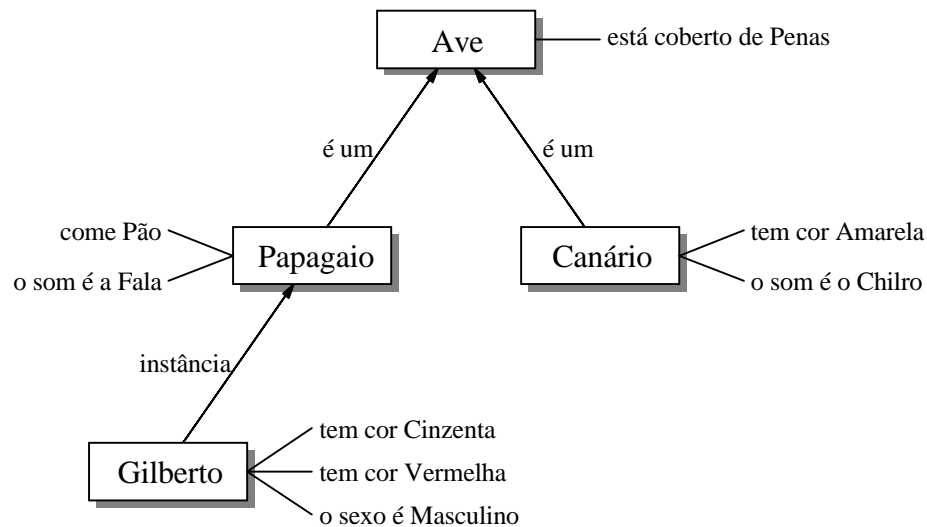 Ave
está coberto de Penas
é um
é um
come Pão
o som é a Fala
Papagaio
Canário
tem cor Amarela
o som é o Chilro
instância
Gilberto
tem cor Cinzenta
tem cor Vermelha
o sexo é Masculino